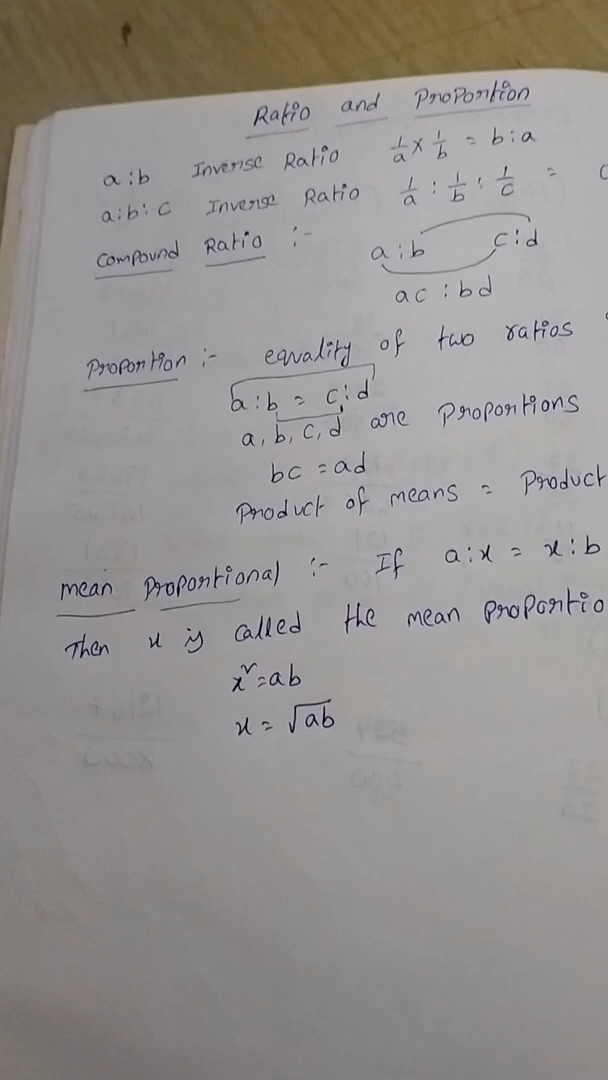 Ratio and Proportion
a:b Inverse Ratio 1/a × 1/b = b:a
a:b:c Inverse Ratio 1/a : 1/b : 1/c =
Compound Ratio :- a:b c:d
ac : bd
Proportion :- equality of two ratios
a:b = c:d
a, b, c, d are Proportions
bc = ad
Product of means = Product
mean Proportional :- If a:x = x:b
Then x is called the mean Proportio
x² = ab
x = √ab